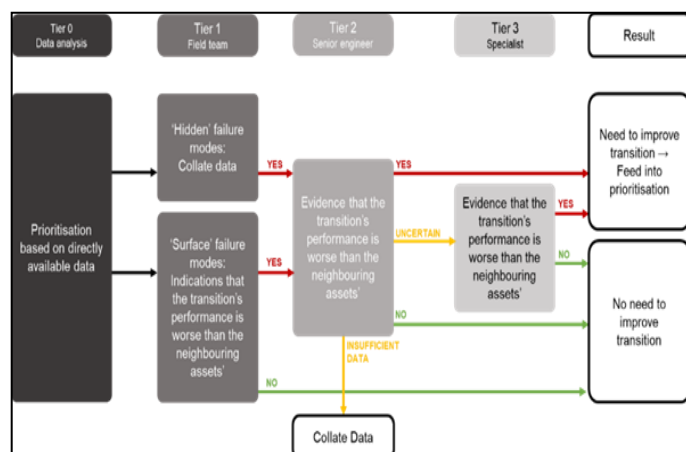 Tier 0
Data analysis
Tier 1
Field team
Tier 2
Senior engineer
Tier 3
Specialist
Result
Prioritisation
based on directly
available data
'Hidden' failure
modes:
Collate data
'Surface' failure
modes:
Indications that
the transition's
performance is
worse than the
neighbouring
assets'
YES
YES
NO
Evidence that the
transition's
performance is
worse than the
neighbouring
assets'
YES
UNCERTAIN
NO
INSUFFICIENT
DATA
Evidence that the
transition's
performance is
worse than the
neighbouring
assets'
YES
NO
Need to improve
transition →
Feed into
prioritisation
No need to
improve
transition
Collate Data